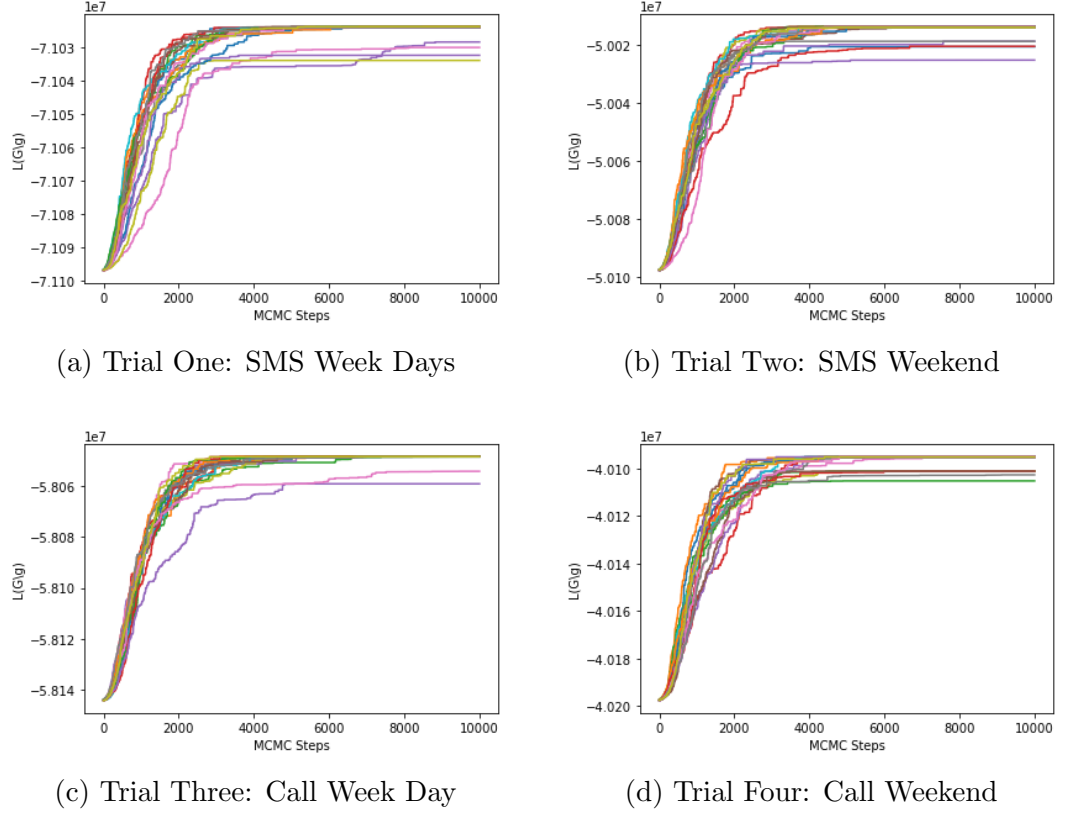 1e7
−7.103
−7.104
−7.105
−7.106
−7.107
−7.108
−7.109
−7.110
L(G\g)
0 2000 4000 6000 8000 10000
MCMC Steps
(a) Trial One: SMS Week Days
1e7
−5.002
−5.004
−5.006
−5.008
−5.010
L(G\g)
0 2000 4000 6000 8000 10000
MCMC Steps
(b) Trial Two: SMS Weekend
1e7
−5.806
−5.808
−5.810
−5.812
−5.814
L(G\g)
0 2000 4000 6000 8000 10000
MCMC Steps
(c) Trial Three: Call Week Day
1e7
−4.010
−4.012
−4.014
−4.016
−4.018
−4.020
L(G\g)
0 2000 4000 6000 8000 10000
MCMC Steps
(d) Trial Four: Call Weekend